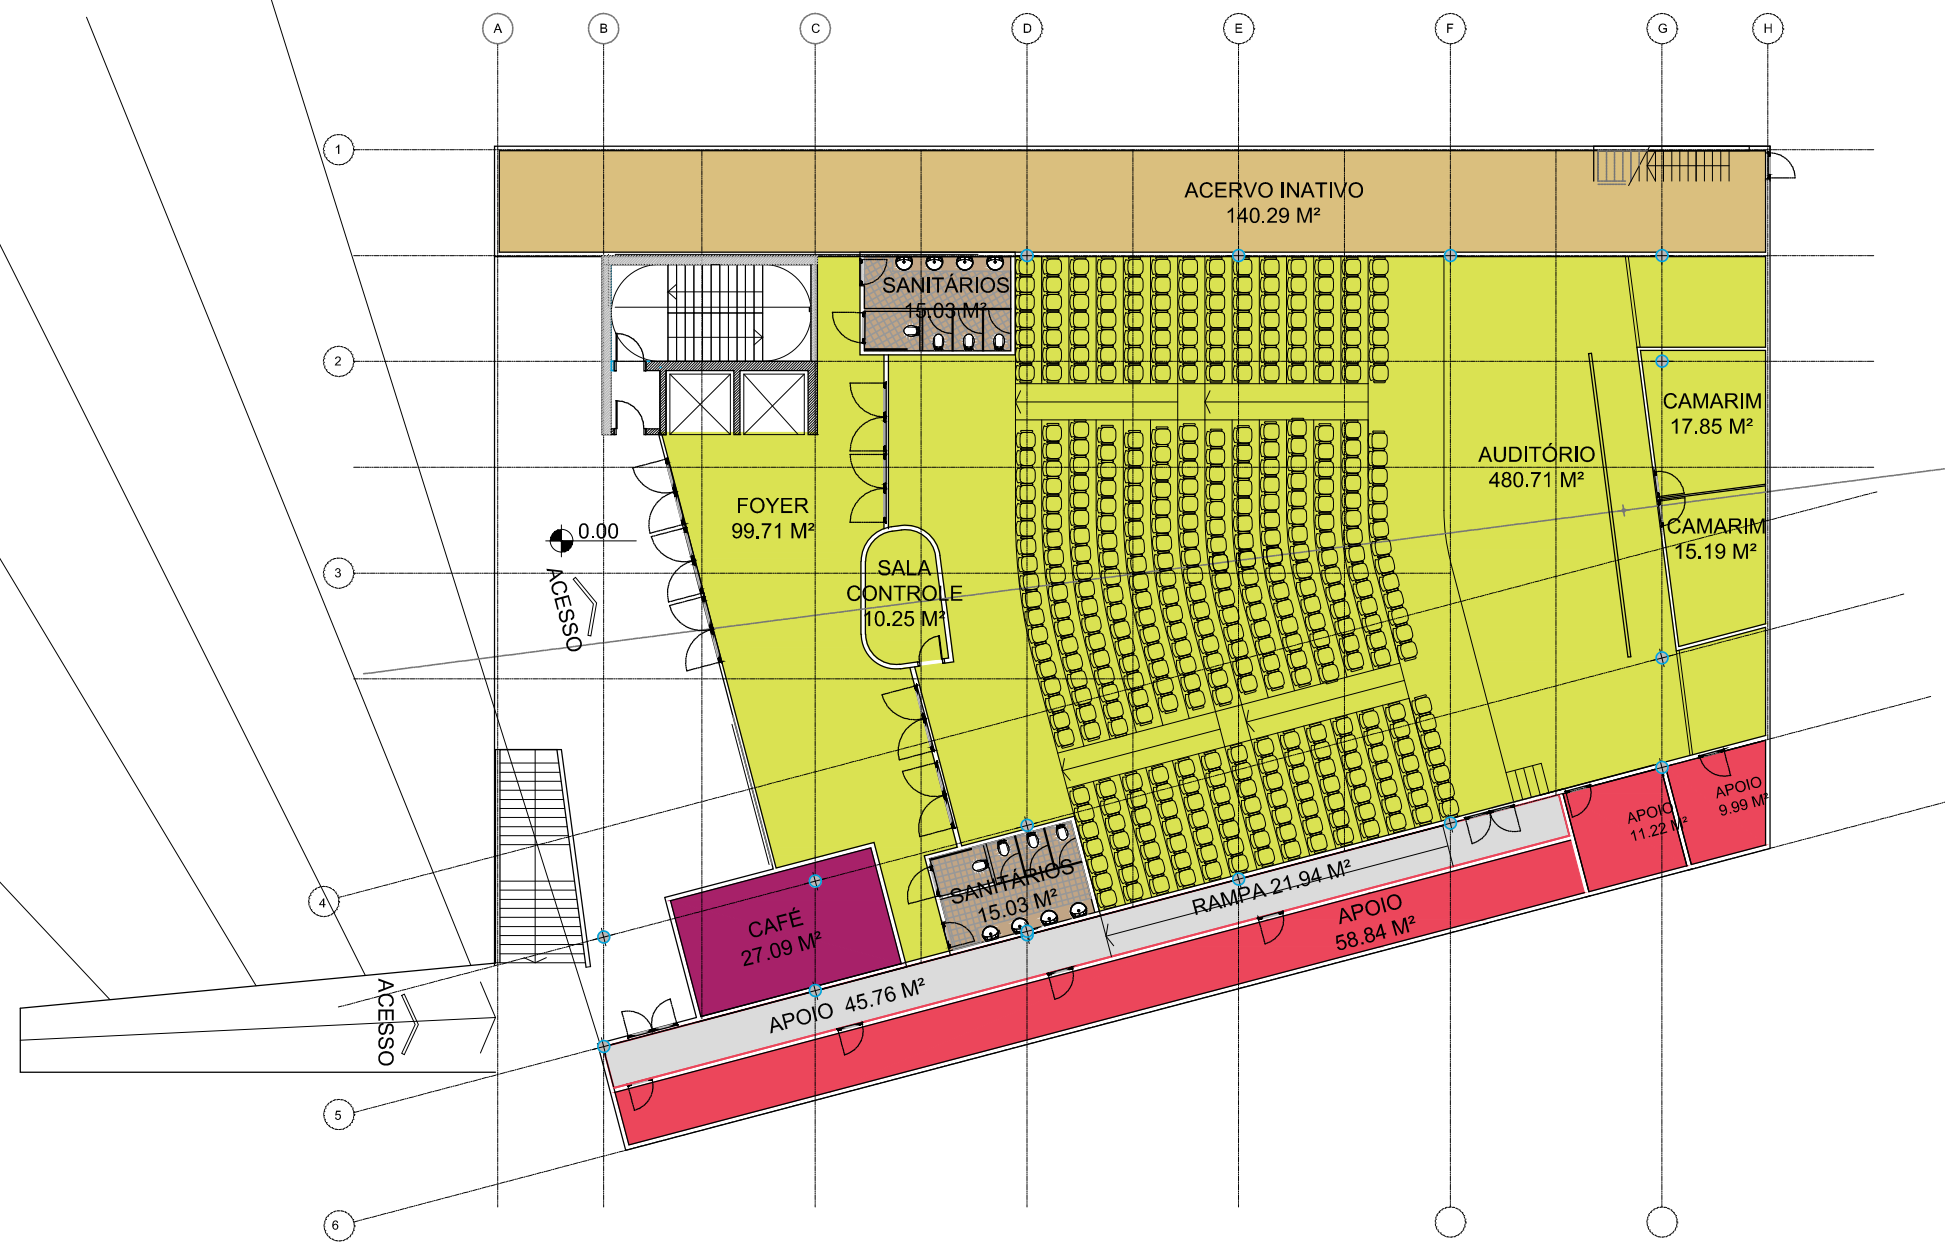 A
B
C
D
E
F
G
H
1
2
3
4
5
6
ACERVO INATIVO
140.29 M²
SANITÁRIOS
15.03 M²
CAMARIM
17.85 M²
AUDITÓRIO
480.71 M²
FOYER
99.71 M²
0.00
CAMARIM
15.19 M²
SALA
CONTROLE
10.25 M²
ACESSO
APOIO
9.99 M²
APOIO
11.22 M²
SANITÁRIOS
15.03 M²
RAMPA 21.94 M²
CAFÉ
27.09 M²
APOIO
58.84 M²
APOIO 45.76 M²
ACESSO